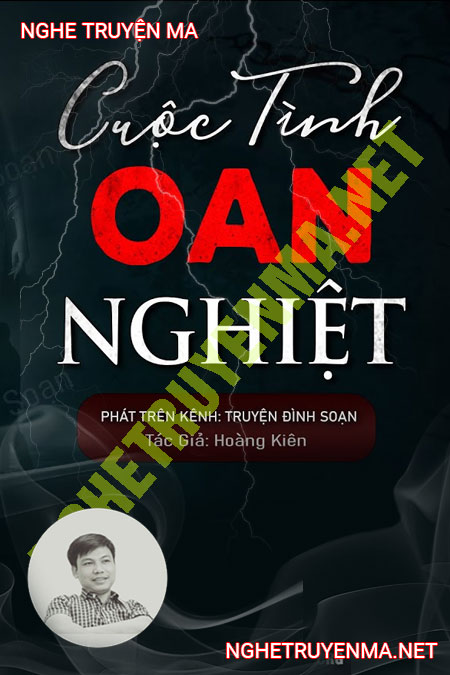 NGHE TRUYỆN MA
Cuộc Tình
OAN
NGHIỆT
NGHETRUYENMA.NET
PHÁT TRÊN KÊNH: TRUYỆN ĐÌNH SOẠN
Tác Giả: Hoàng Kiên
NGHETRUYENMA.NET